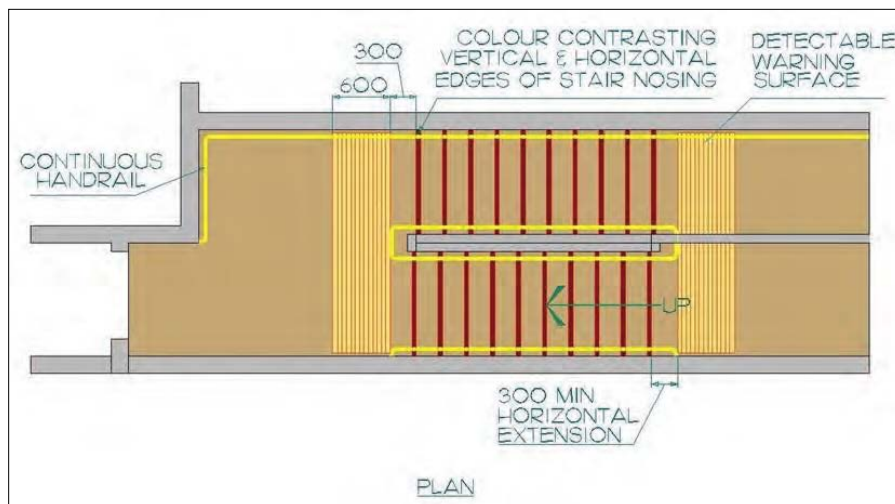 300
600
COLOUR CONTRASTING
VERTICAL & HORIZONTAL
EDGES OF STAIR NOSING
DETECTABLE
WARNING
SURFACE
CONTINUOUS
HANDRAIL
UP
300 MIN
HORIZONTAL
EXTENSION
PLAN